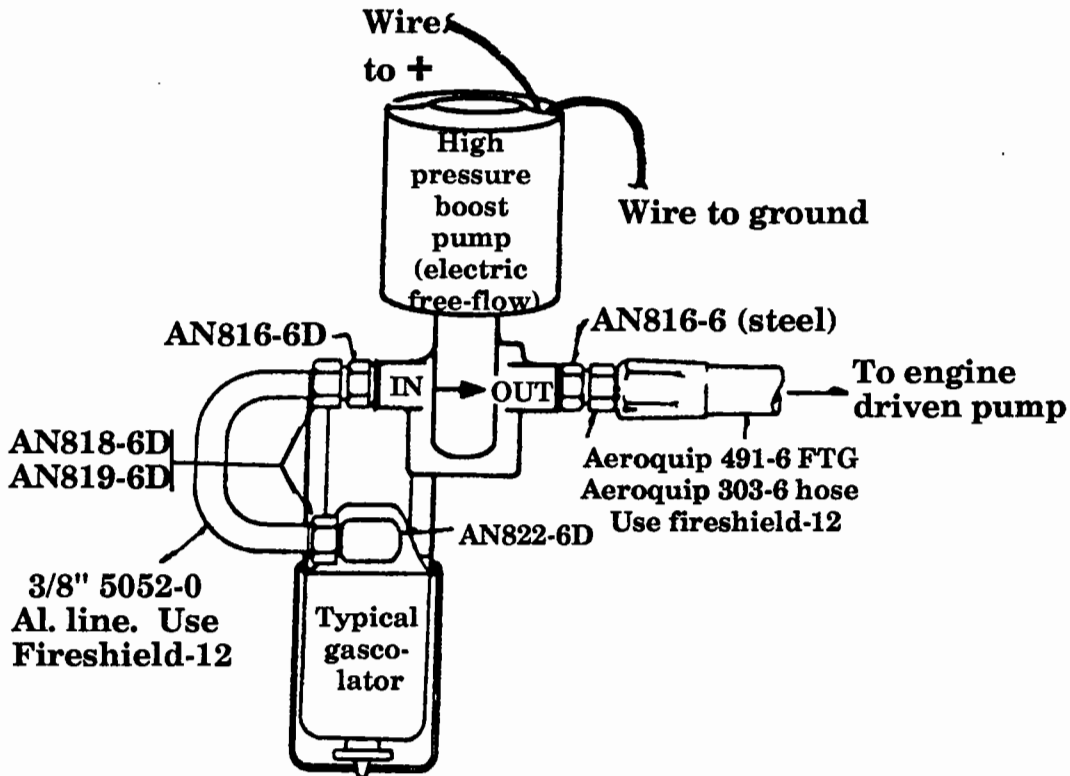 Wire
to +
High
pressure
boost
pump
(electric
free-flow)
Wire to ground
AN816-6D
AN816-6 (steel)
IN
OUT
To engine
driven pump
AN818-6D
AN819-6D
Aeroquip 491-6 FTG
Aeroquip 303-6 hose
Use fireshield-12
AN822-6D
3/8" 5052-0
Al. line. Use
Fireshield-12
Typical
gasco-
lator